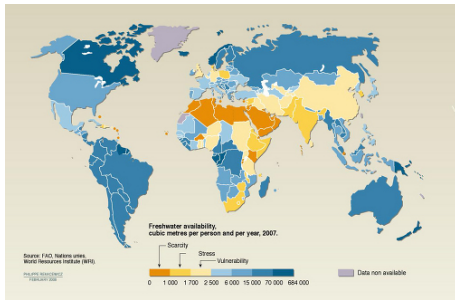 Freshwater availability,
cubic metres per person and per year, 2007.
Scarcity
Stress
Vulnerability
0 1 000 1 700 2 500 6 000 15 000 70 000 684 000
Data non available
Source: FAO, Nations unies,
World Resources Institute (WRI).
PHILIPPE REKACEWICZ
FEBRUARY 2008